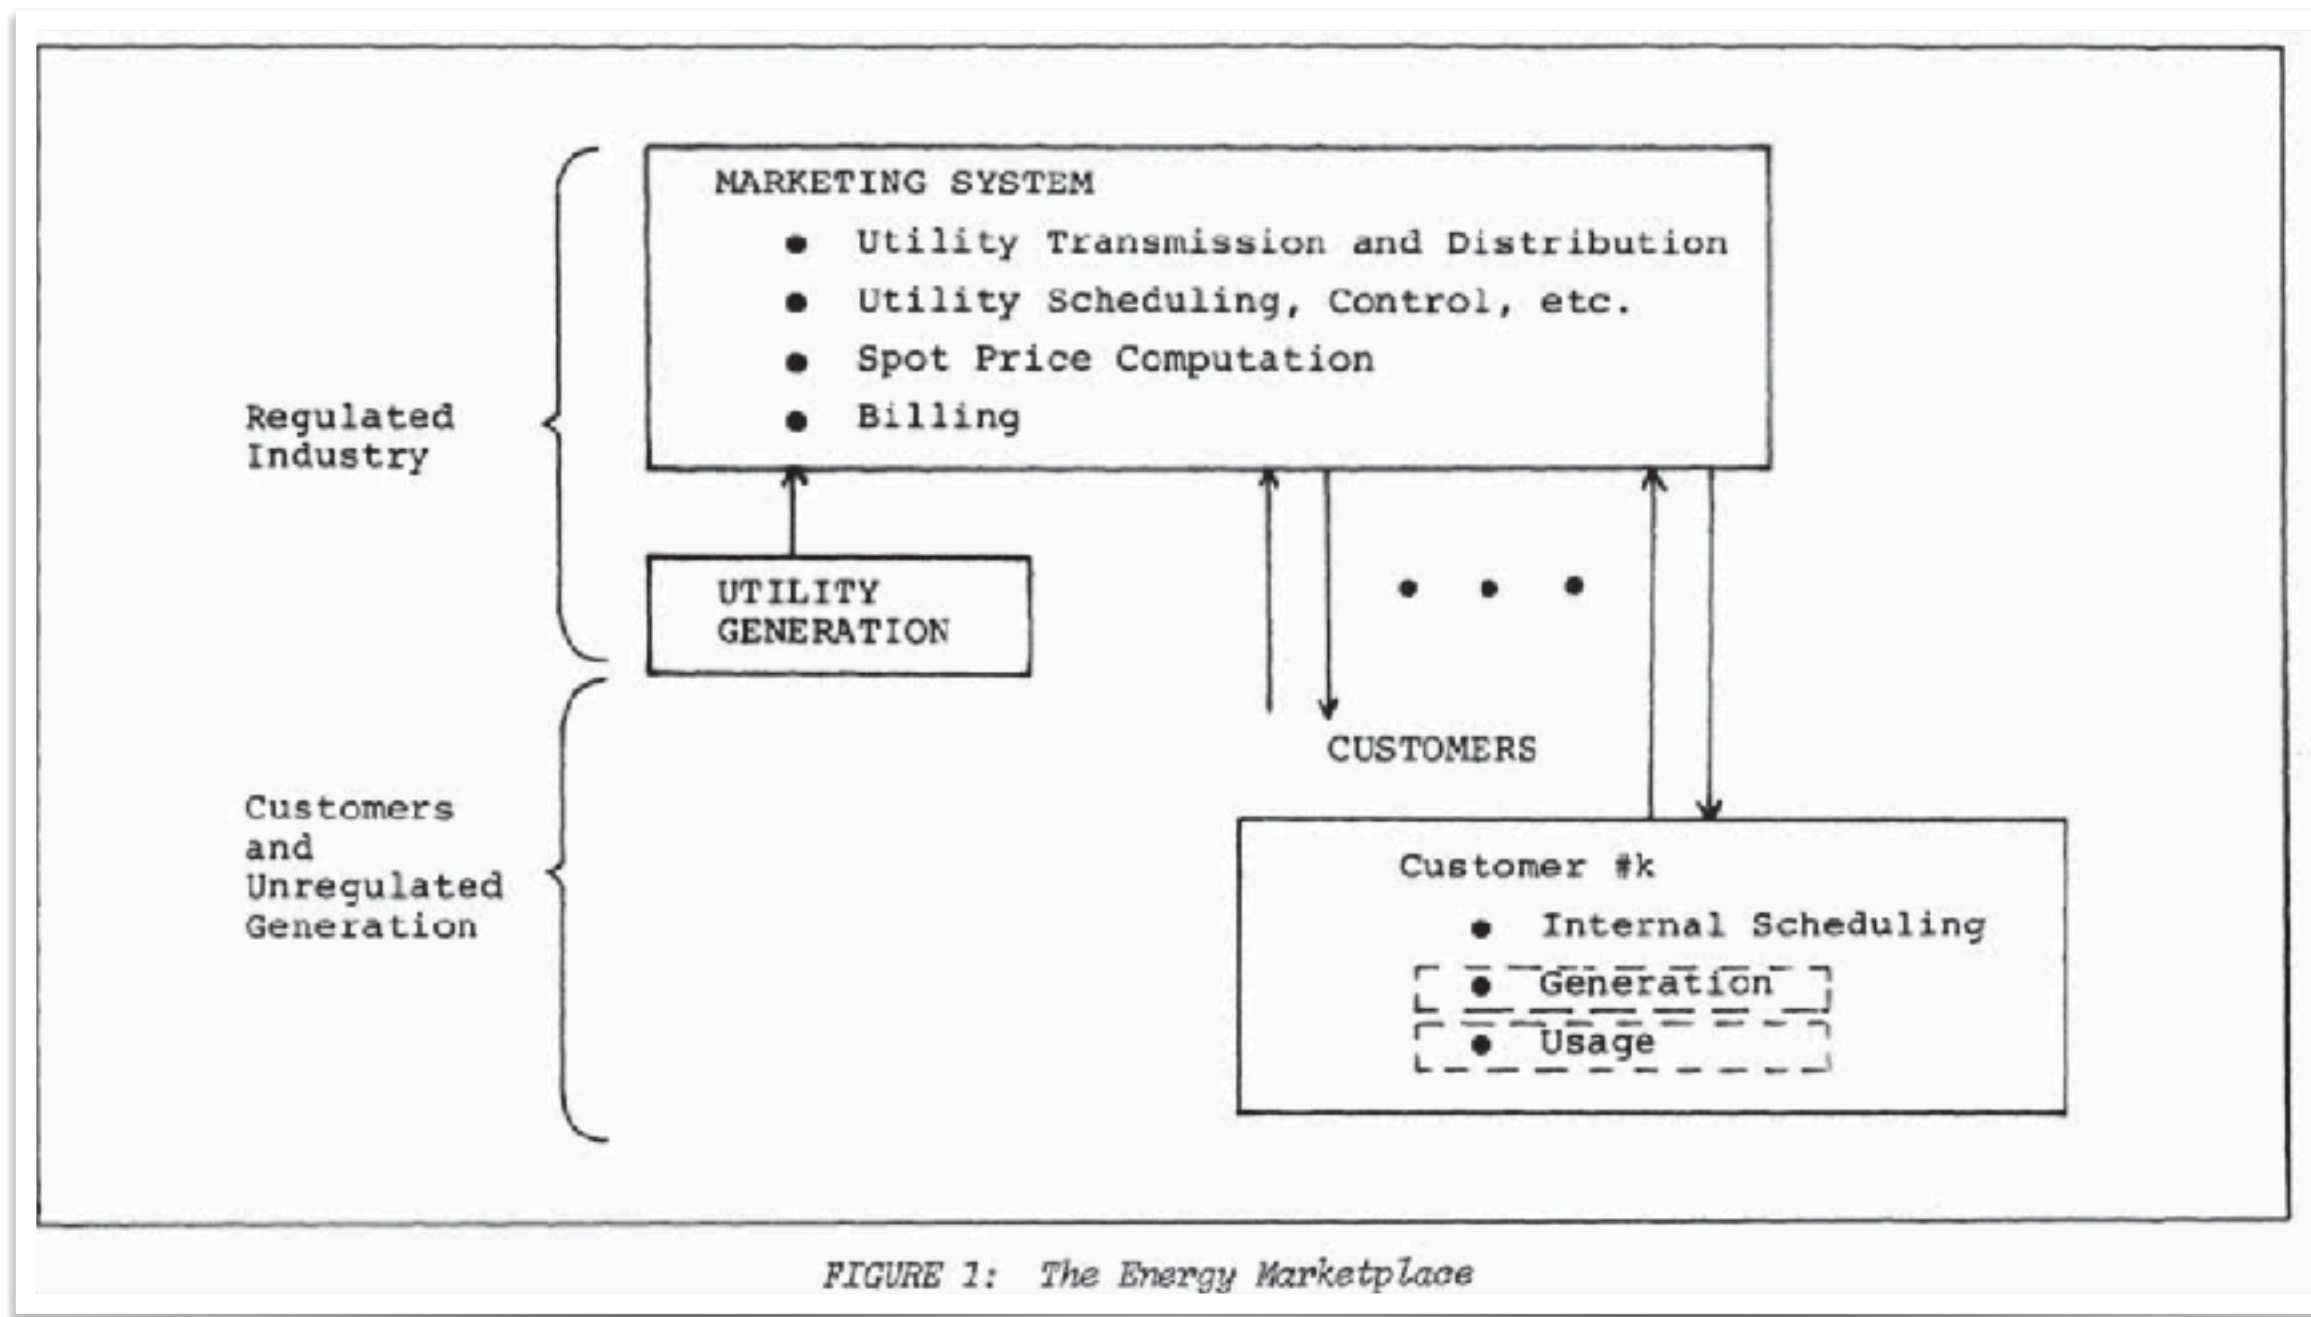 MARKETING SYSTEM
● Utility Transmission and Distribution
● Utility Scheduling, Control, etc.
● Spot Price Computation
● Billing
Regulated
Industry
UTILITY
GENERATION
CUSTOMERS
Customers
and
Unregulated
Generation
Customer #k
● Internal Scheduling
● Generation
● Usage
FIGURE 1: The Energy Marketplace